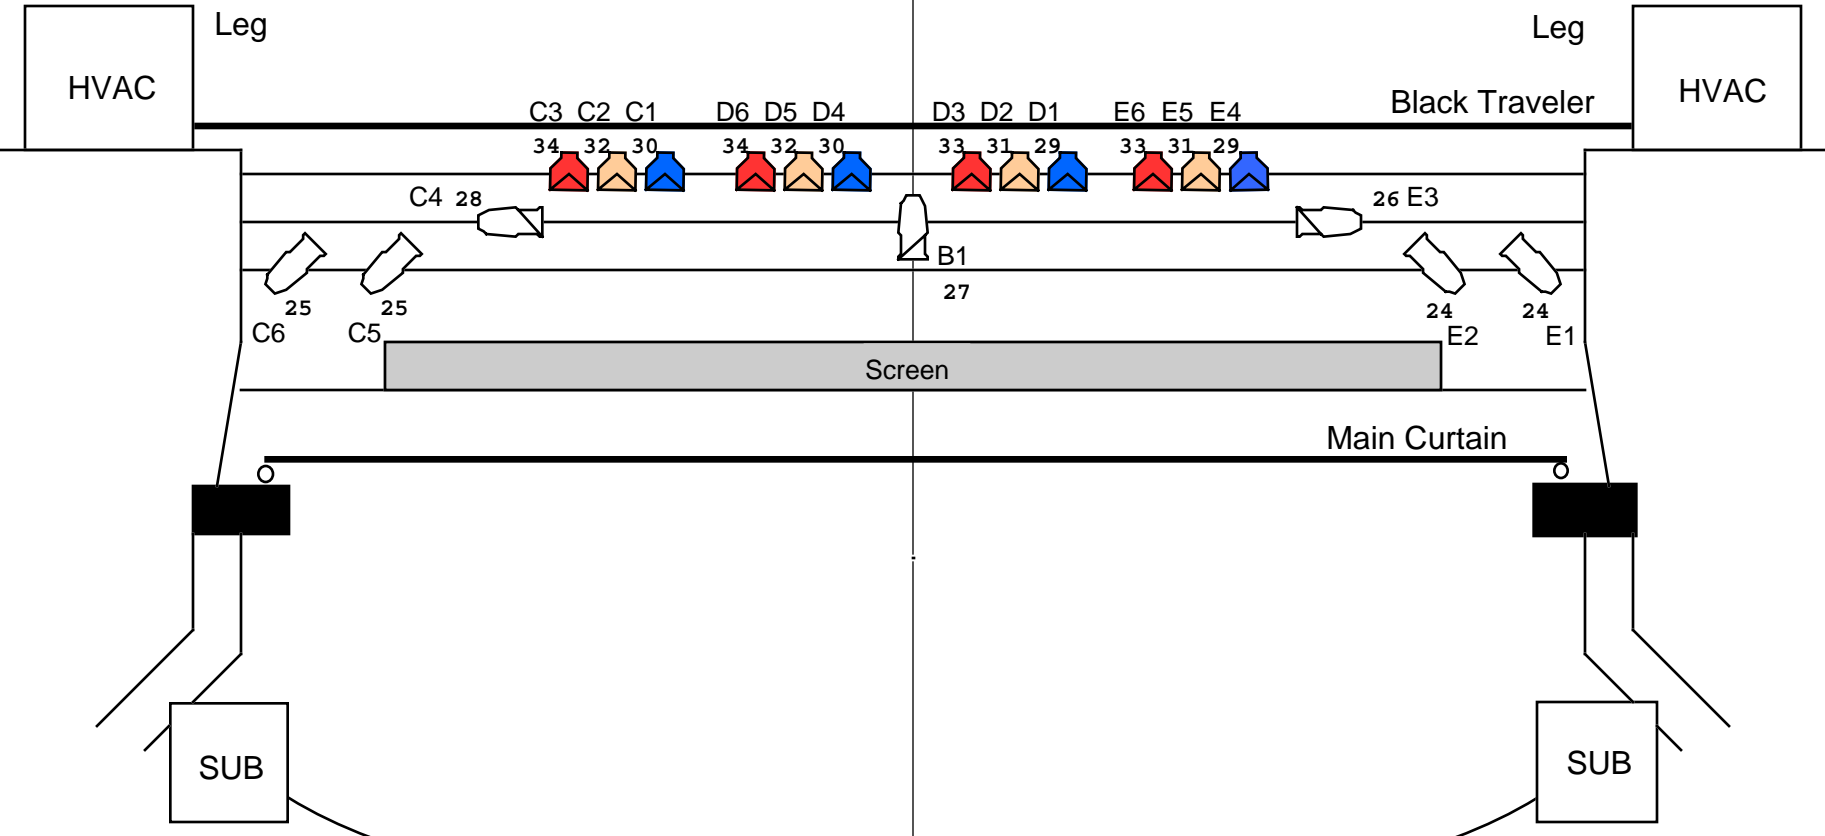 Leg Leg
HVAC HVAC
Black Traveler
C3 C2 C1 D6 D5 D4 D3 D2 D1 E6 E5 E4
34 32 30 34 32 30 33 31 29 33 31 29
C4 28 26 E3
B1
27
25 25 24 24
C6 C5 E2 E1
Screen
Main Curtain
SUB SUB